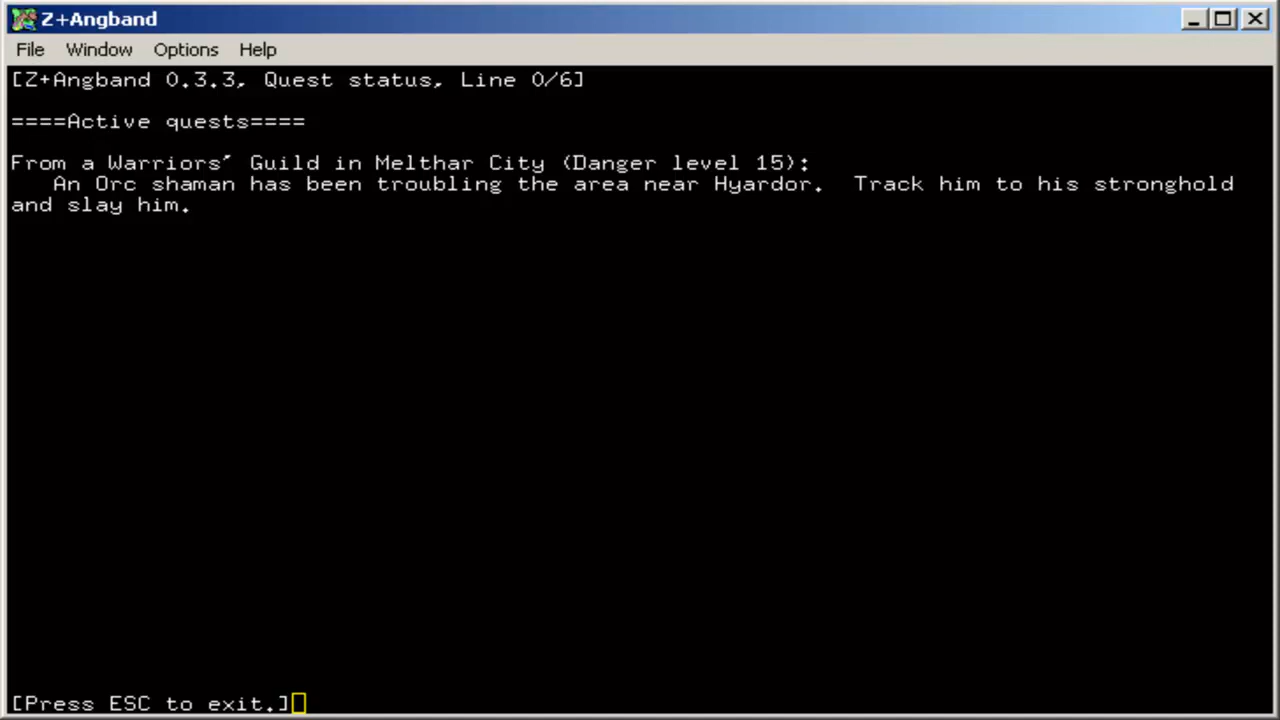 Z+Angband
File Window Options Help
[Z+Angband 0.3.3, Quest status, Line 0/6]
====Active quests====
From a Warriors' Guild in Melthar City (Danger level 15):
An Orc shaman has been troubling the area near Hyardor. Track him to his stronghold
and slay him.
[Press ESC to exit.]